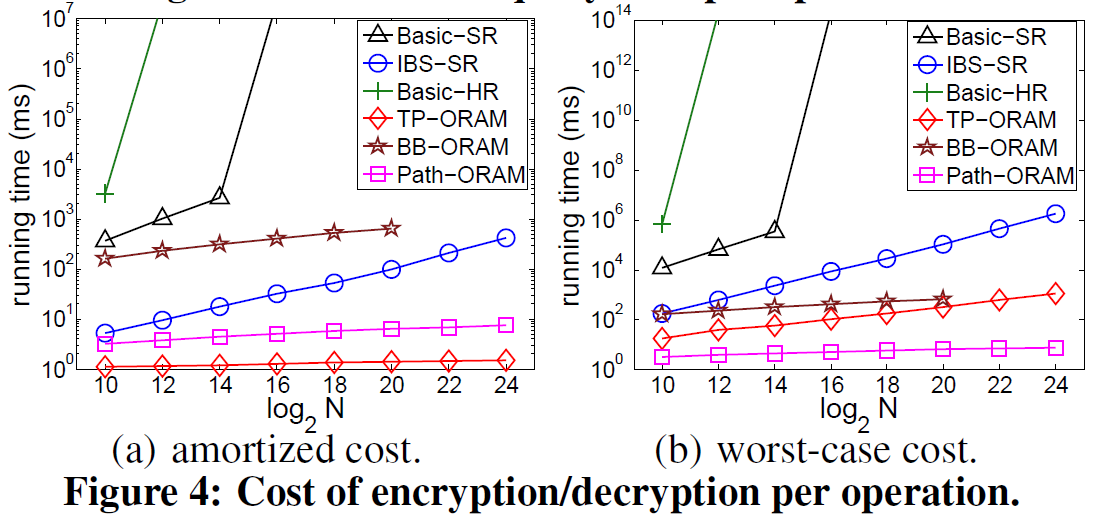 10^7
10^6
10^5
10^4
10^3
10^2
10^1
10^0
running time (ms)
Basic−SR
IBS−SR
Basic−HR
TP−ORAM
BB−ORAM
Path−ORAM
10 12 14 16 18 20 22 24
log_2 N
(a) amortized cost.
10^14
10^12
10^10
10^8
10^6
10^4
10^2
10^0
running time (ms)
Basic−SR
IBS−SR
Basic−HR
TP−ORAM
BB−ORAM
Path−ORAM
10 12 14 16 18 20 22 24
log_2 N
(b) worst-case cost.
Figure 4: Cost of encryption/decryption per operation.